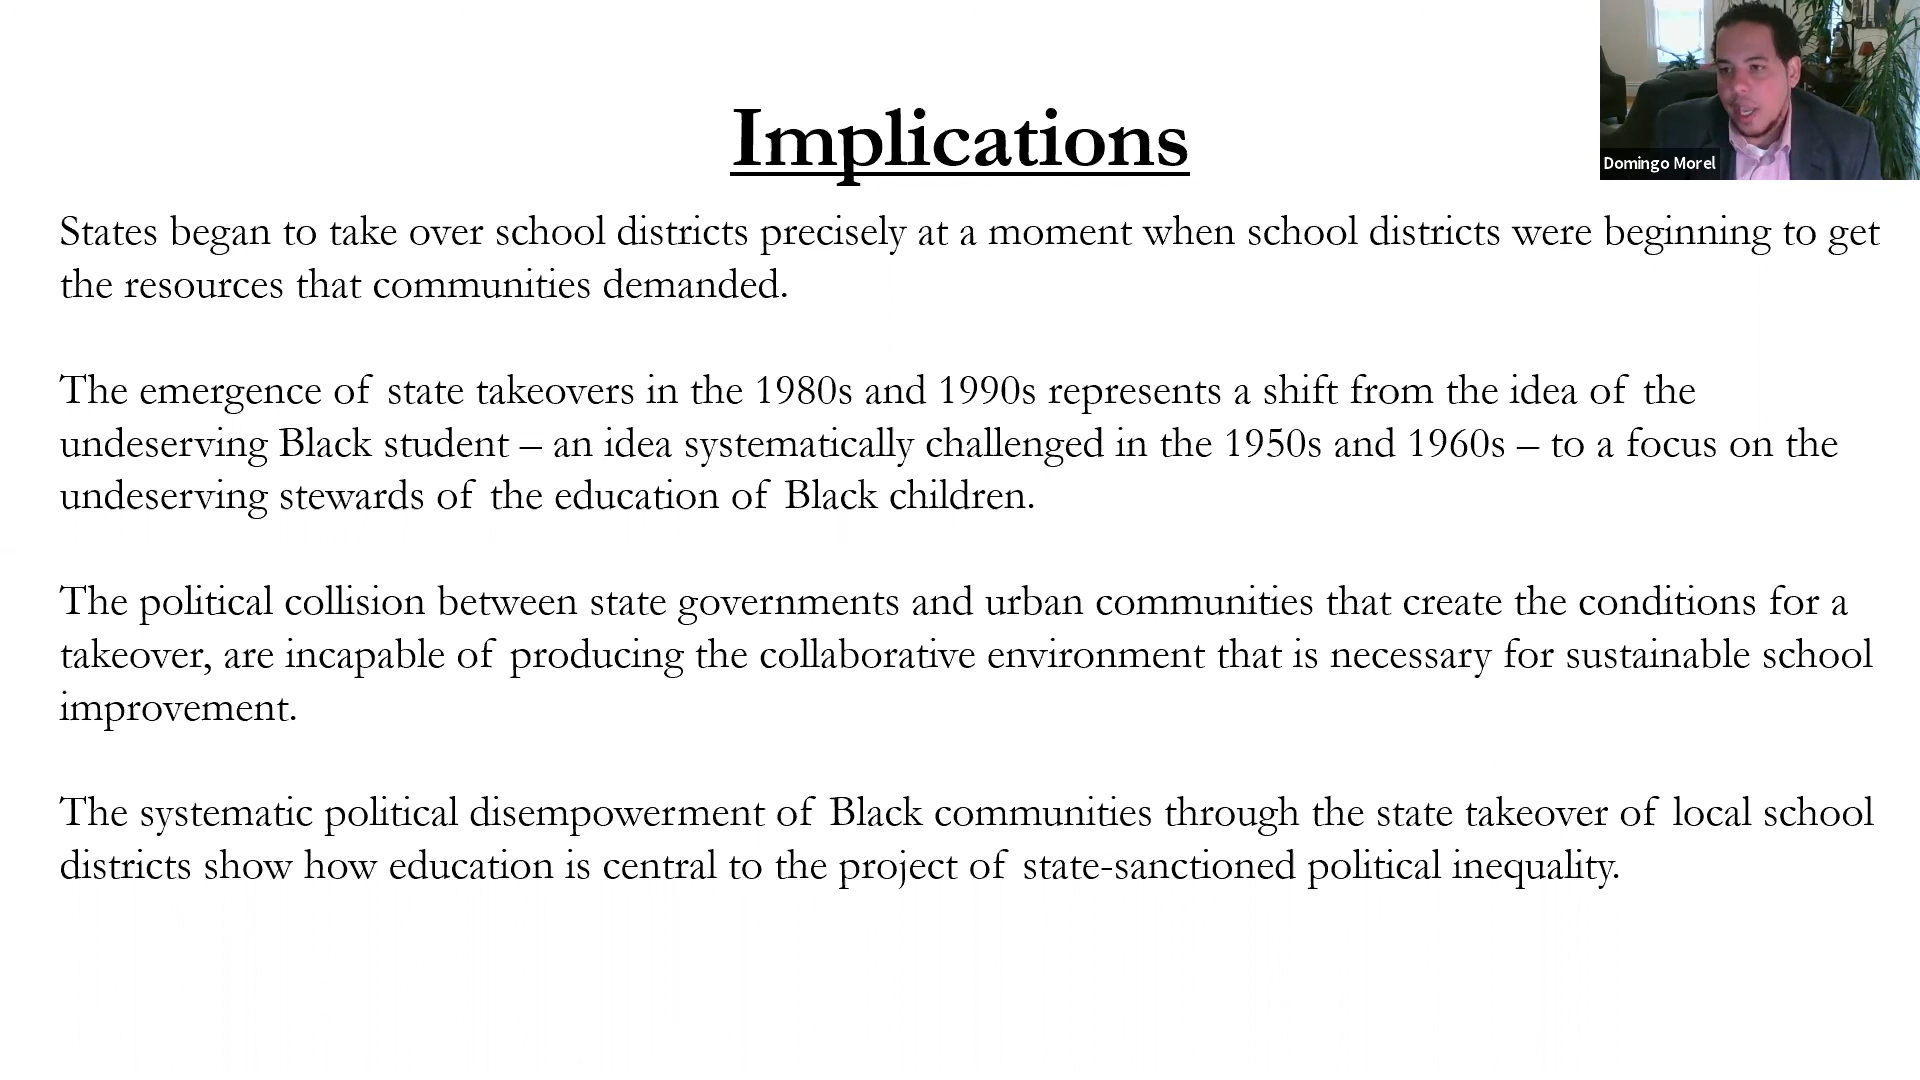 Implications
Domingo Morel
States began to take over school districts precisely at a moment when school districts were beginning to get
the resources that communities demanded.
The emergence of state takeovers in the 1980s and 1990s represents a shift from the idea of the
undeserving Black student – an idea systematically challenged in the 1950s and 1960s – to a focus on the
undeserving stewards of the education of Black children.
The political collision between state governments and urban communities that create the conditions for a
takeover, are incapable of producing the collaborative environment that is necessary for sustainable school
improvement.
The systematic political disempowerment of Black communities through the state takeover of local school
districts show how education is central to the project of state-sanctioned political inequality.